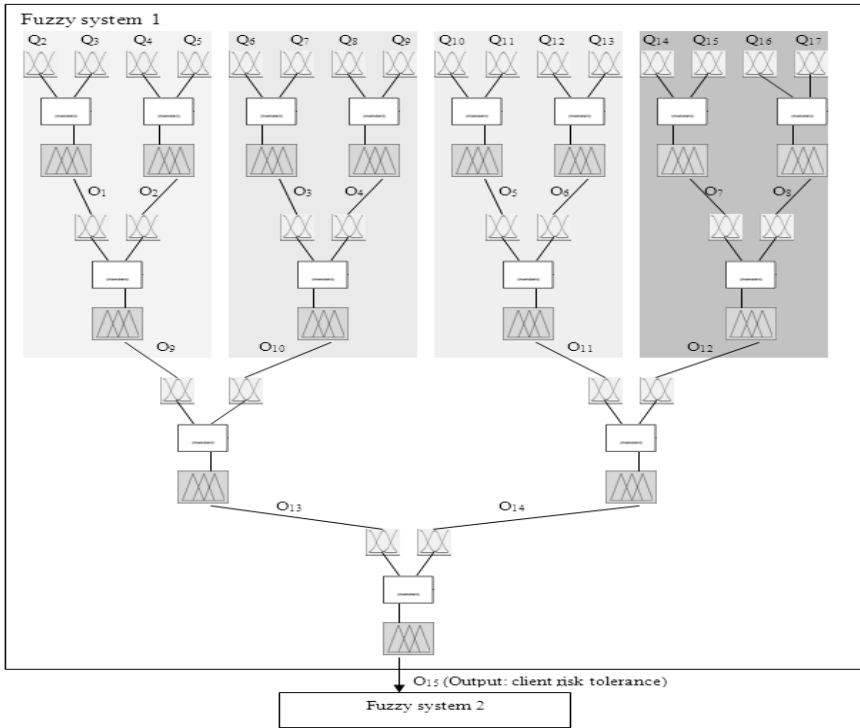 Fuzzy system 1
Q2 Q3 Q4 Q5 Q6 Q7 Q8 Q9 Q10 Q11 Q12 Q13 Q14 Q15 Q16 Q17
O1 O2 O3 O4 O5 O6 O7 O8
O9 O10 O11 O12
O13 O14
O15 (Output: client risk tolerance)
Fuzzy system 2